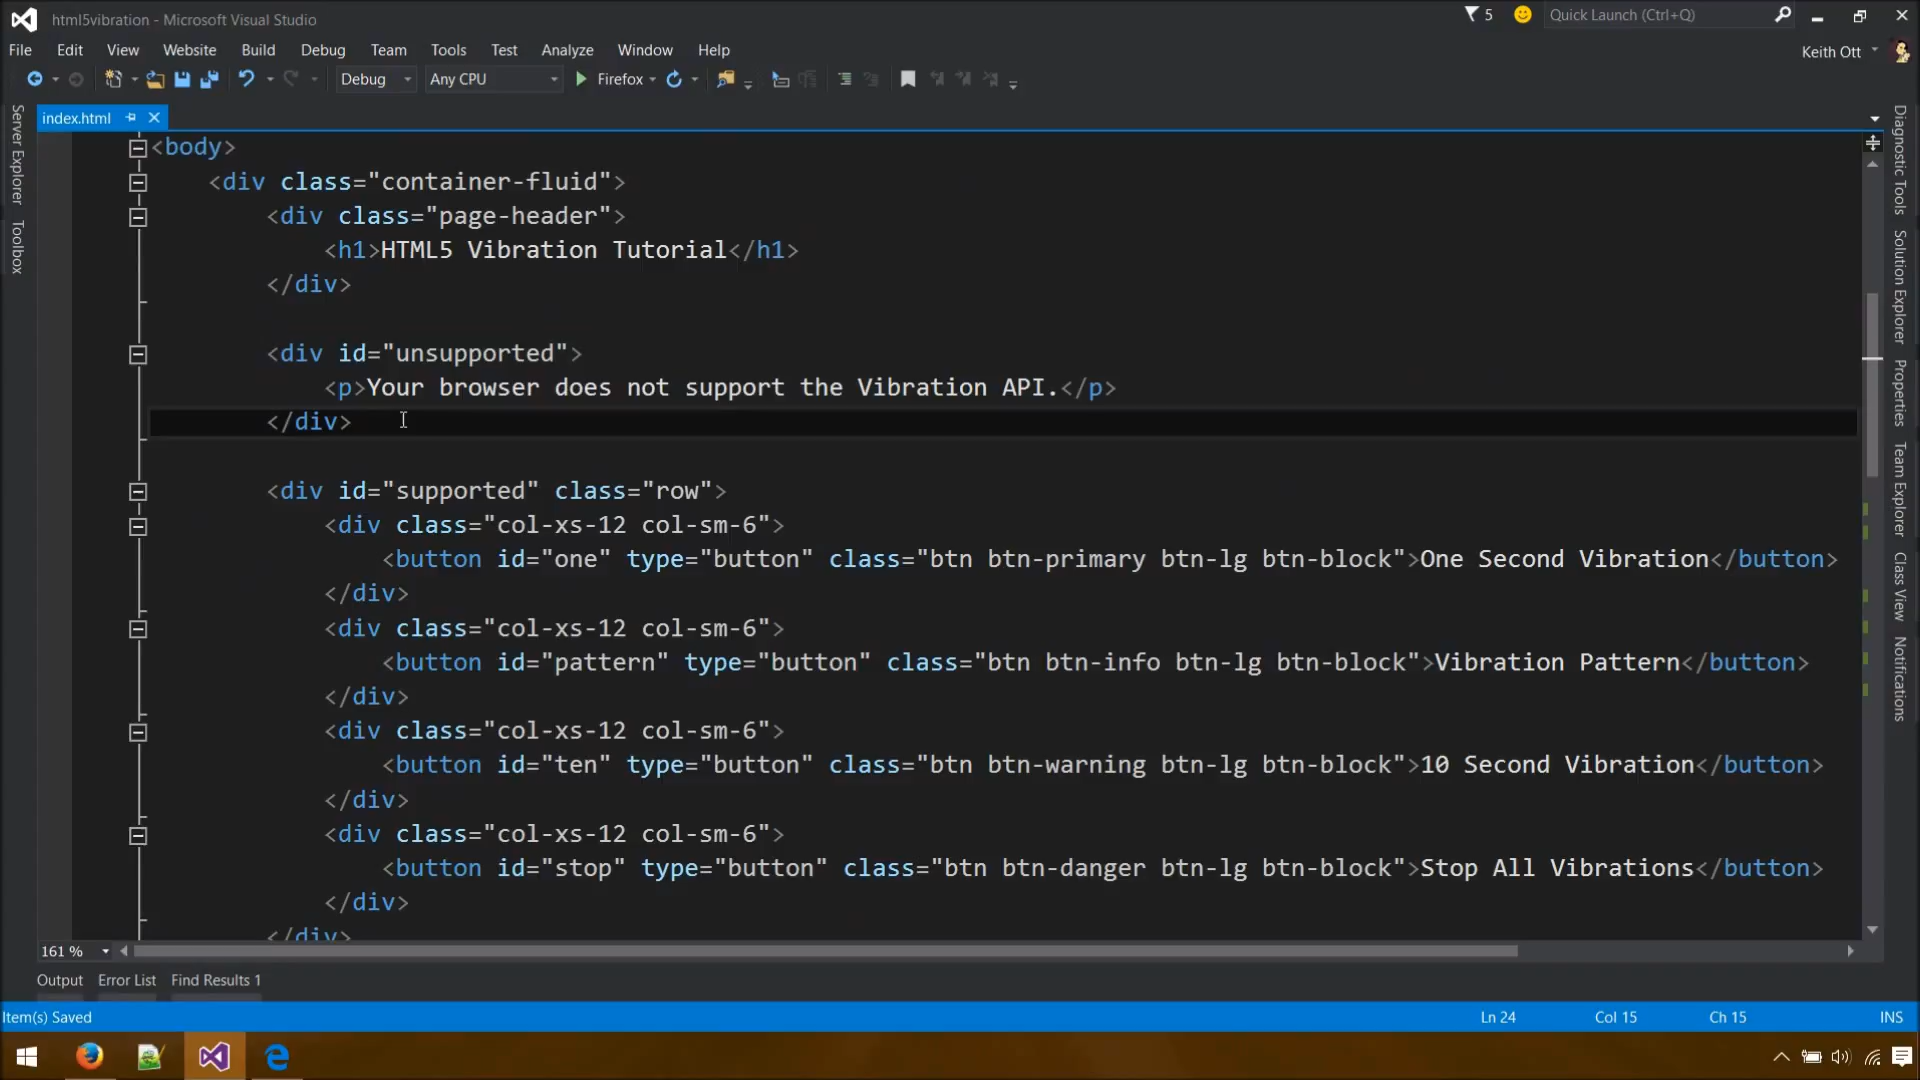 html5vibration - Microsoft Visual Studio
5
Quick Launch (Ctrl+Q)
File Edit View Website Build Debug Team Tools Test Analyze Window Help
Keith Ott
Debug Any CPU Firefox
index.html
Server Explorer
Toolbox
<body>
<div class="container-fluid">
<div class="page-header">
<h1>HTML5 Vibration Tutorial</h1>
</div>
<div id="unsupported">
<p>Your browser does not support the Vibration API.</p>
</div>
<div id="supported" class="row">
<div class="col-xs-12 col-sm-6">
<button id="one" type="button" class="btn btn-primary btn-lg btn-block">One Second Vibration</button>
</div>
<div class="col-xs-12 col-sm-6">
<button id="pattern" type="button" class="btn btn-info btn-lg btn-block">Vibration Pattern</button>
</div>
<div class="col-xs-12 col-sm-6">
<button id="ten" type="button" class="btn btn-warning btn-lg btn-block">10 Second Vibration</button>
</div>
<div class="col-xs-12 col-sm-6">
<button id="stop" type="button" class="btn btn-danger btn-lg btn-block">Stop All Vibrations</button>
</div>
</div>
Diagnostic Tools
Solution Explorer
Properties
Team Explorer
Class View
Notifications
161 %
Output Error List Find Results 1
Item(s) Saved Ln 24 Col 15 Ch 15 INS